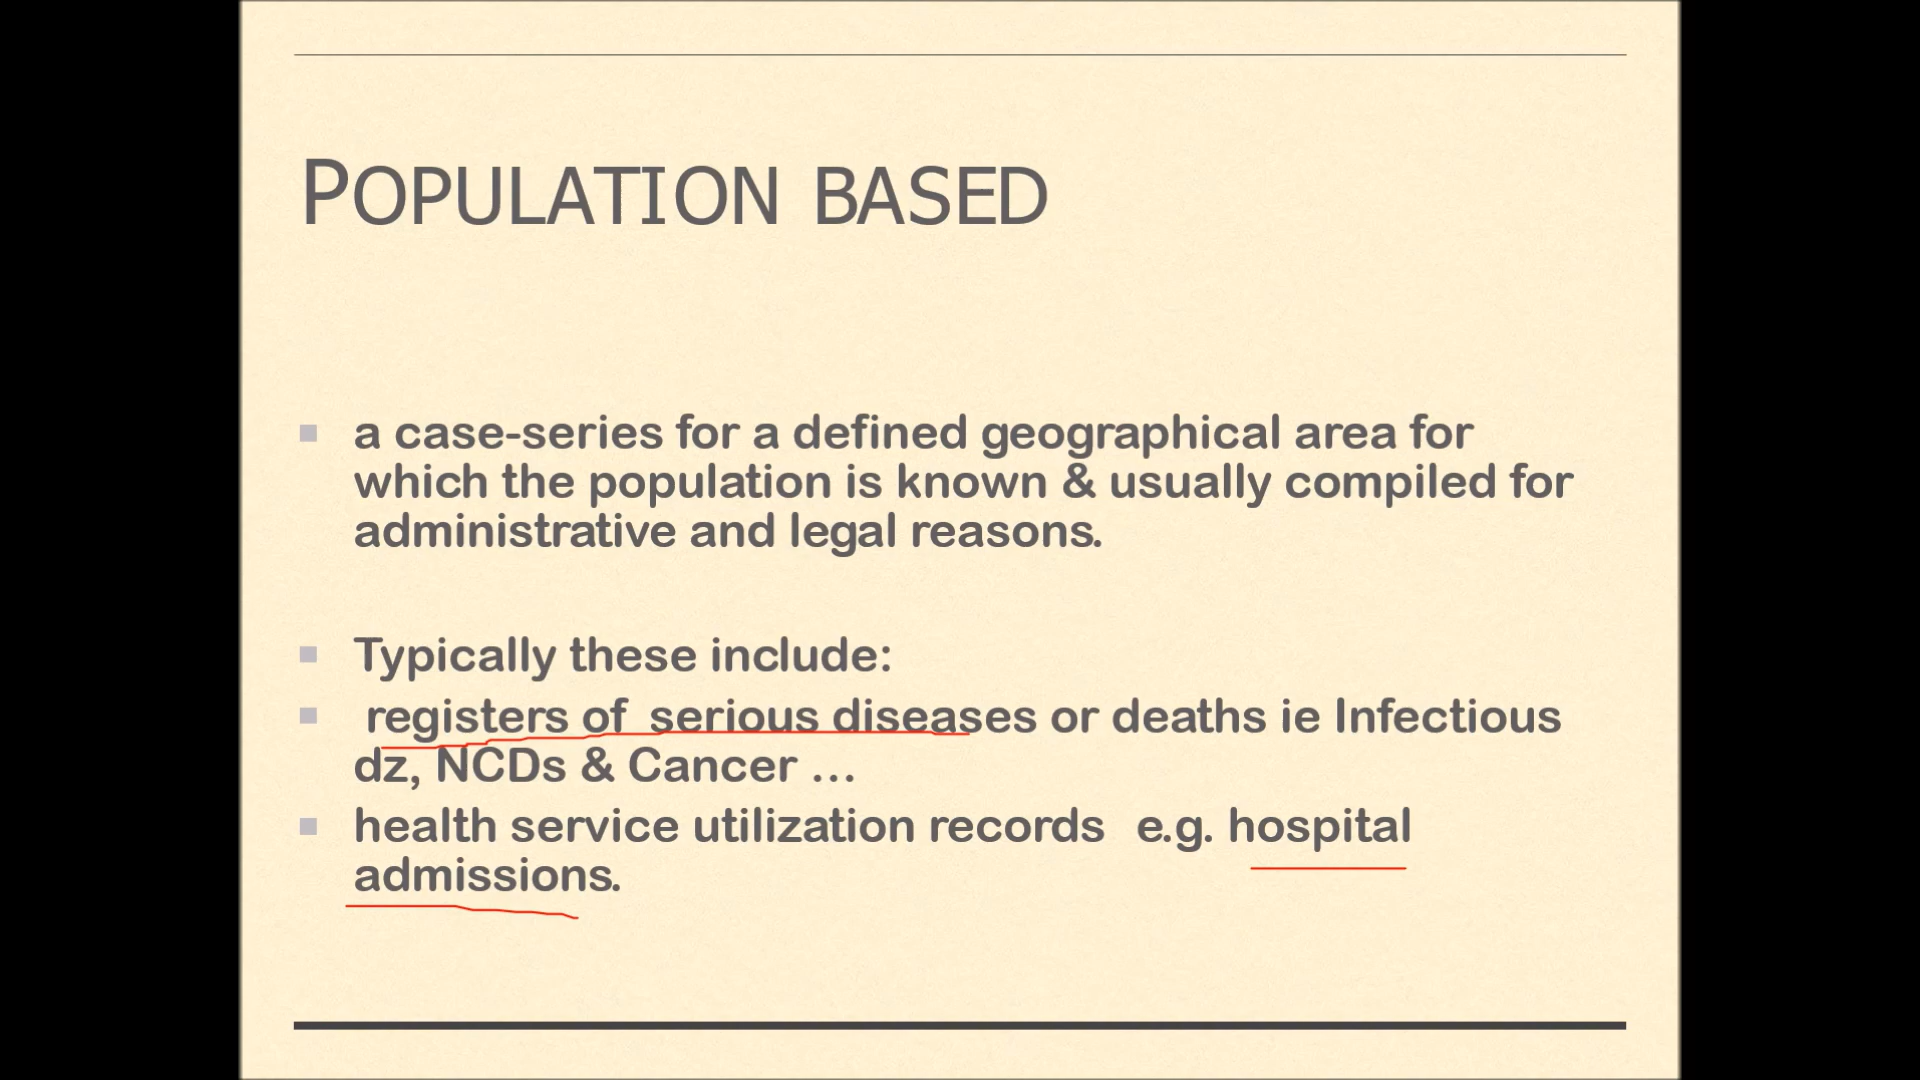 POPULATION BASED
a case-series for a defined geographical area for
which the population is known & usually compiled for
administrative and legal reasons.
Typically these include:
registers of serious diseases or deaths ie Infectious
dz, NCDs & Cancer ...
health service utilization records e.g. hospital
admissions.